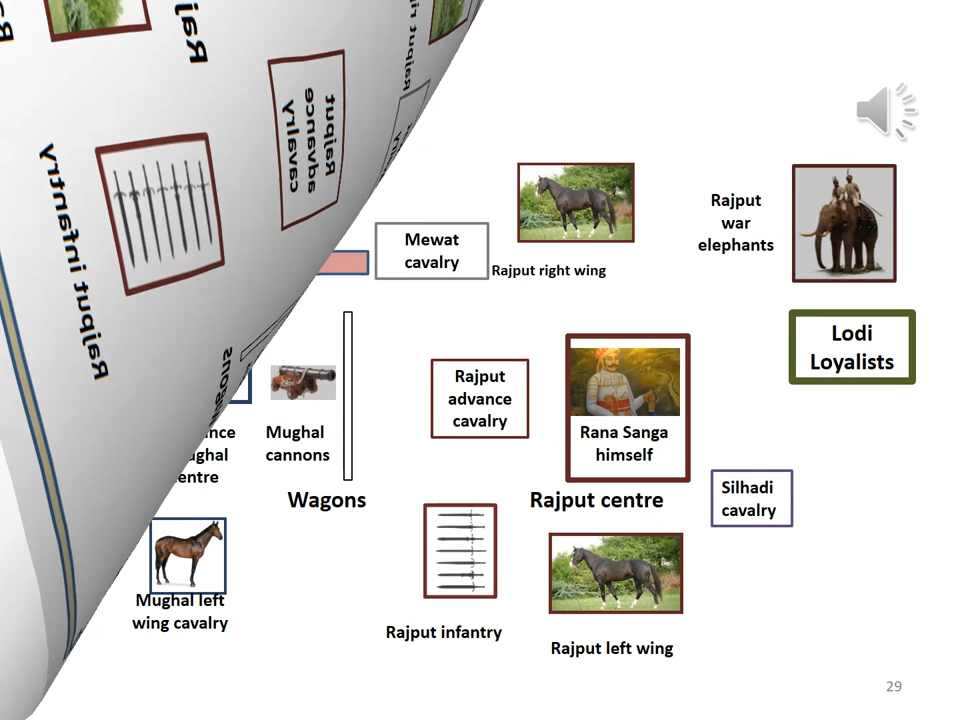 Mewat
cavalry
Rajput right wing
Rajput
war
elephants
Lodi
Loyalists
Rajput
advance
cavalry
Rana Sanga
himself
Mughal
cannons
Wagons
Rajput centre
Silhadi
cavalry
Mughal left
wing cavalry
Rajput infantry
Rajput left wing
29
Rajput
advance
cavalry
Rajput infantry